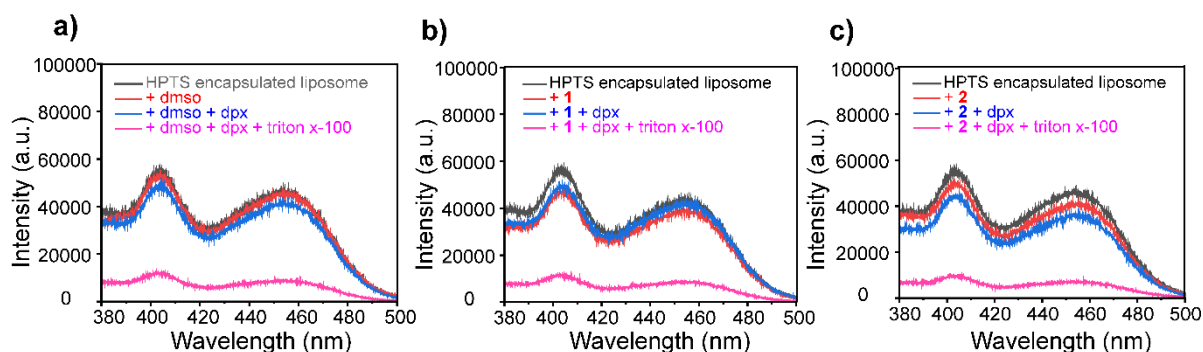 a)
100000
80000
60000
40000
20000
0
Intensity (a.u.)
HPTS encapsulated liposome
+ dmso
+ dmso + dpx
+ dmso + dpx + triton x-100
380 400 420 440 460 480 500
Wavelength (nm)
b)
100000
80000
60000
40000
20000
0
Intensity (a.u.)
HPTS encapsulated liposome
+ 1
+ 1 + dpx
+ 1 + dpx + triton x-100
380 400 420 440 460 480 500
Wavelength (nm)
c)
100000
80000
60000
40000
20000
0
Intensity (a.u.)
HPTS encapsulated liposome
+ 2
+ 2 + dpx
+ 2 + dpx + triton x-100
380 400 420 440 460 480 500
Wavelength (nm)